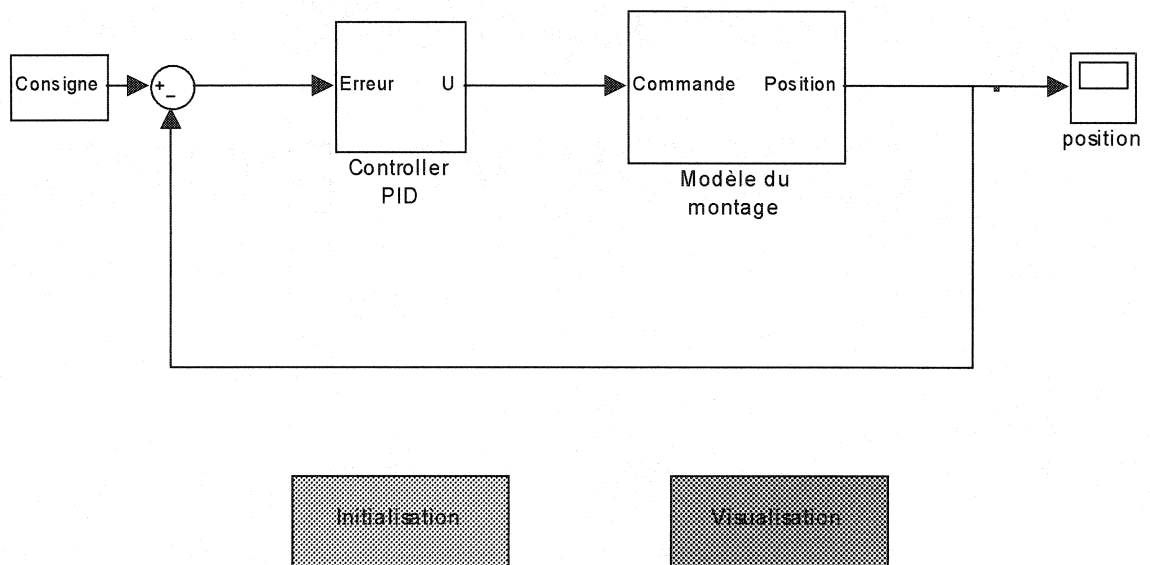 Consigne
+
−
Erreur U
Controller
PID
Commande Position
Modèle du
montage
position
Initialisation
Visualisation